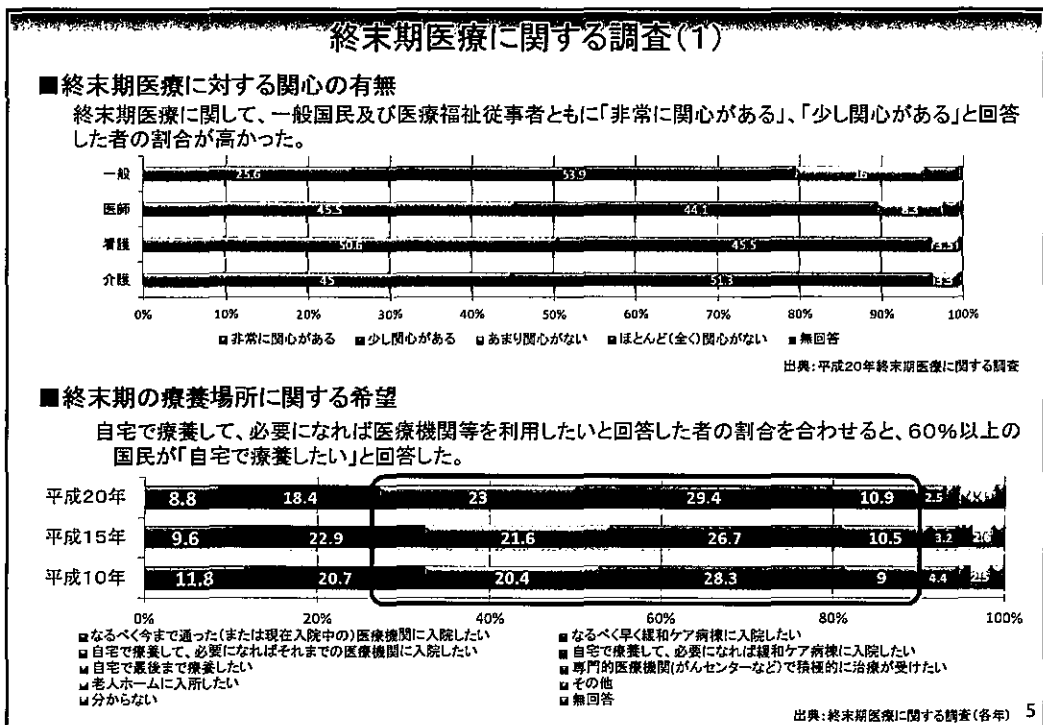 終末期医療に関する調査(1)
■終末期医療に対する関心の有無
終末期医療に関して、一般国民及び医療福祉従事者ともに「非常に関心がある」、「少し関心がある」と回答
した者の割合が高かった。
一般 25.6 53.9 16
医師 45.5 44.1 8.3
看護 50.6 45.5
介護 45 51.3 3.3
0% 10% 20% 30% 40% 50% 60% 70% 80% 90% 100%
非常に関心がある 少し関心がある あまり関心がない ほとんど(全く)関心がない 無回答
出典:平成20年終末期医療に関する調査
■終末期の療養場所に関する希望
自宅で療養して、必要になれば医療機関等を利用したいと回答した者の割合を合わせると、60%以上の
国民が「自宅で療養したい」と回答した。
平成20年 8.8 18.4 23 29.4 10.9 2.5
平成15年 9.6 22.9 21.6 26.7 10.5 3.2 2.6
平成10年 11.8 20.7 20.4 28.3 9 4.4 2.5
0% 20% 40% 60% 80% 100%
なるべく今まで通った(または現在入院中の)医療機関に入院したい なるべく早く緩和ケア病棟に入院したい
自宅で療養して、必要になればそれまでの医療機関に入院したい 自宅で療養して、必要になれば緩和ケア病棟に入院したい
自宅で最後まで療養したい 専門的医療機関(がんセンターなど)で積極的に治療が受けたい
老人ホームに入所したい その他
分からない 無回答
出典:終末期医療に関する調査(各年) 5